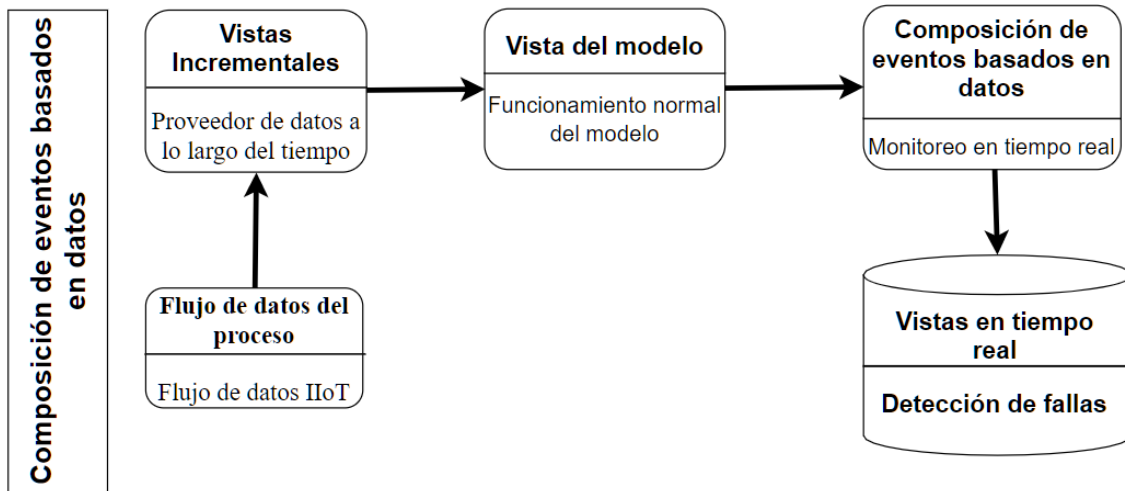 Composición de eventos basados
en datos
Vistas
Incrementales
Proveedor de datos a
lo largo del tiempo
Flujo de datos del
proceso
Flujo de datos IIoT
Vista del modelo
Funcionamiento normal
del modelo
Composición de
eventos basados en
datos
Monitoreo en tiempo real
Vistas en tiempo
real
Detección de fallas